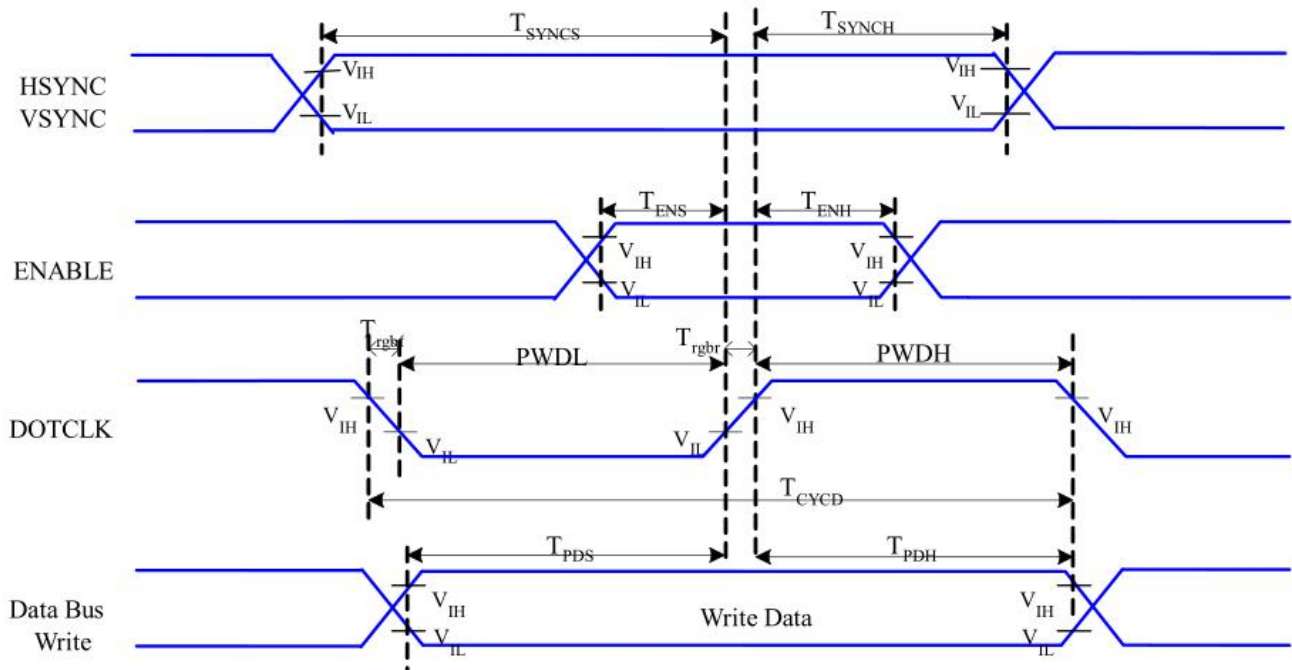 TSYNCS TSYNCH
HSYNC
VSYNC
VIH VIH
VIL VIL
TENS TENH
ENABLE
VIH VIH
VIL VIL
Trgbf Trgbr
PWDL PWDH
DOTCLK
VIH VIL VIL VIH VIH
TCYCD
TPDS TPDH
Data Bus
Write
VIH Write Data VIH
VIL VIL